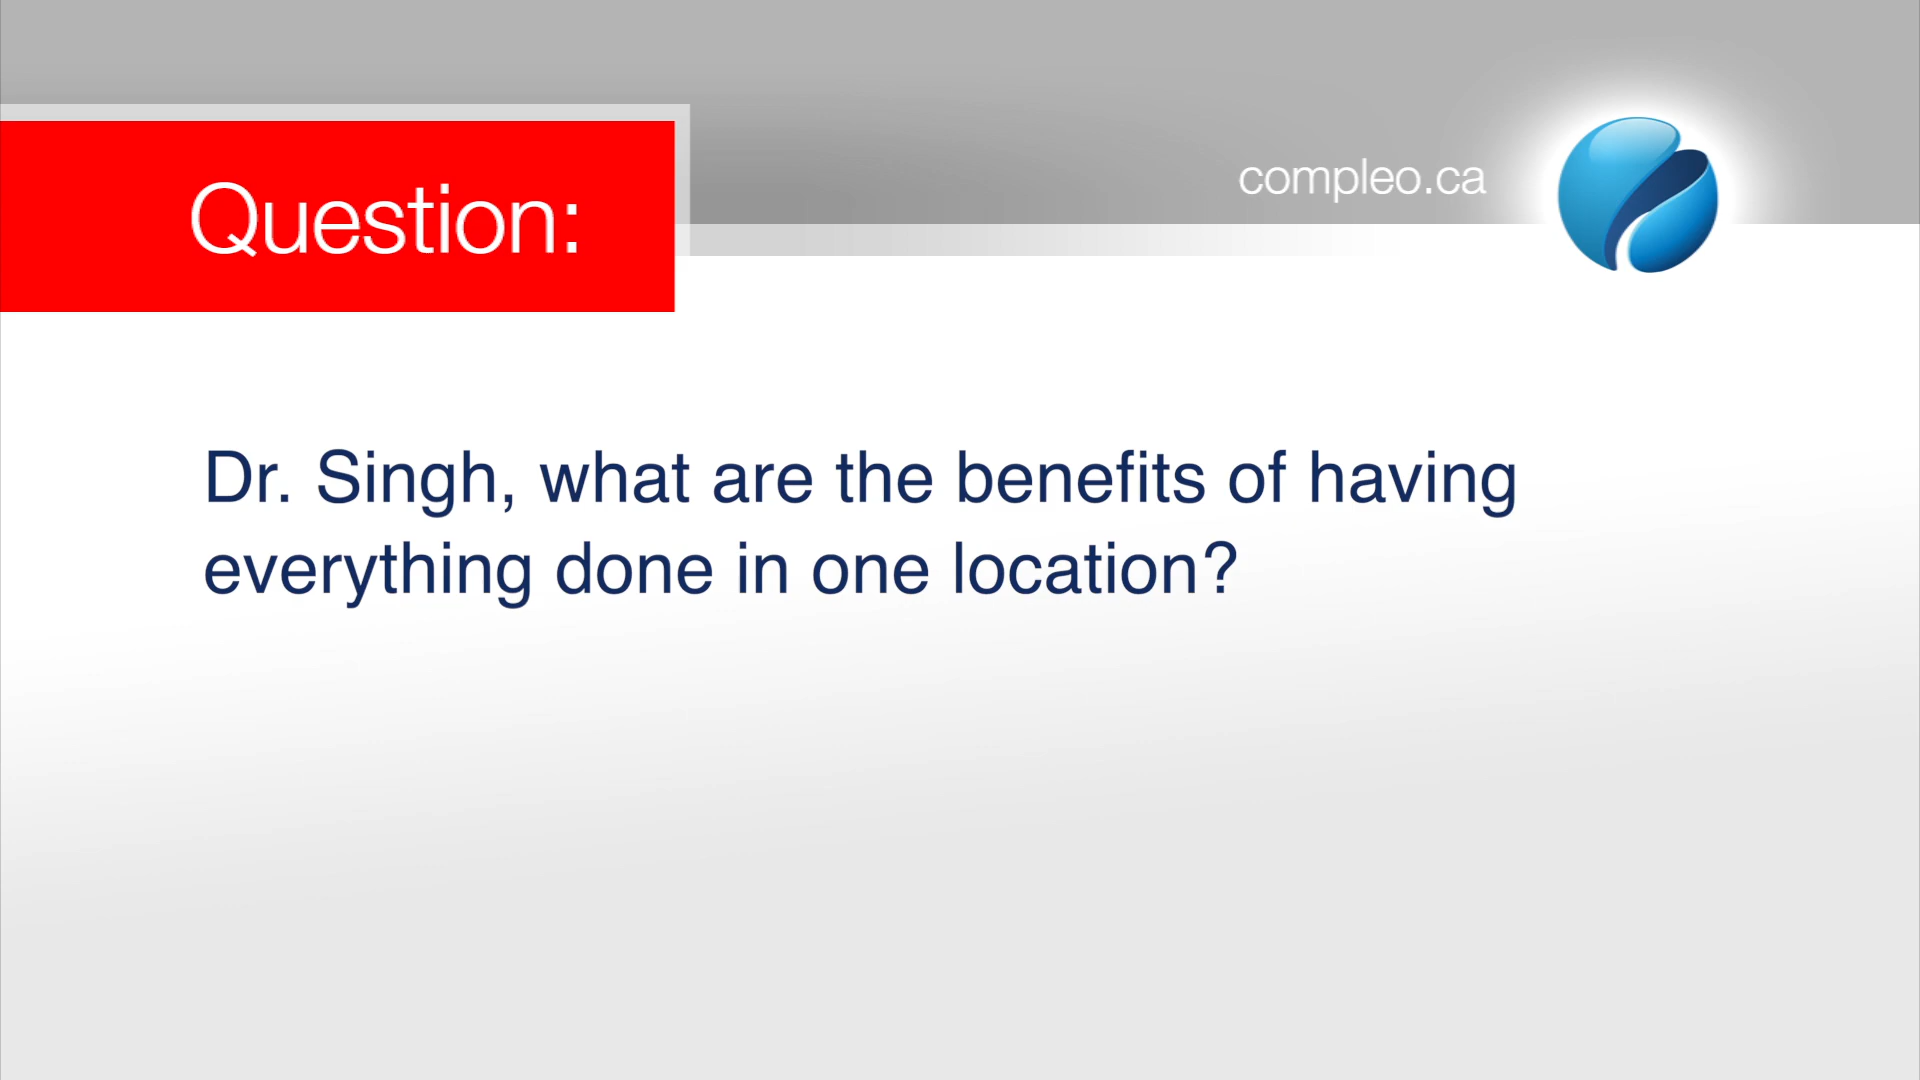 compleo.ca
Question:
Dr. Singh, what are the benefits of having
everything done in one location?